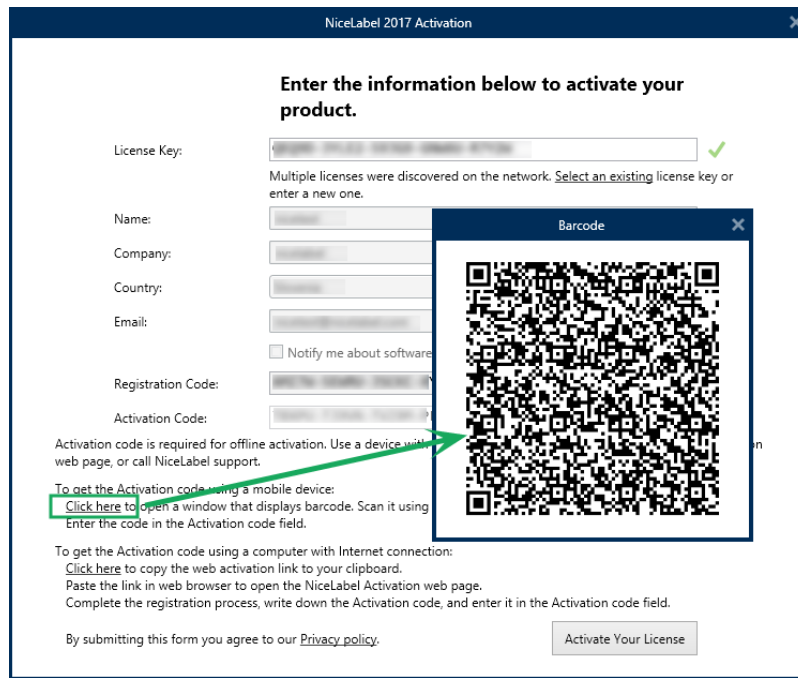 NiceLabel 2017 Activation
Enter the information below to activate your
product.
License Key:
Multiple licenses were discovered on the network. Select an existing license key or
enter a new one.
Name:
Barcode
Company:
Country:
Email:
Notify me about software
Registration Code:
Activation Code:
Activation code is required for offline activation. Use a device with
web page, or call NiceLabel support.
To get the Activation code using a mobile device:
Click here to open a window that displays barcode. Scan it using
Enter the code in the Activation code field.
To get the Activation code using a computer with Internet connection:
Click here to copy the web activation link to your clipboard.
Paste the link in web browser to open the NiceLabel Activation web page.
Complete the registration process, write down the Activation code, and enter it in the Activation code field.
By submitting this form you agree to our Privacy policy.
Activate Your License